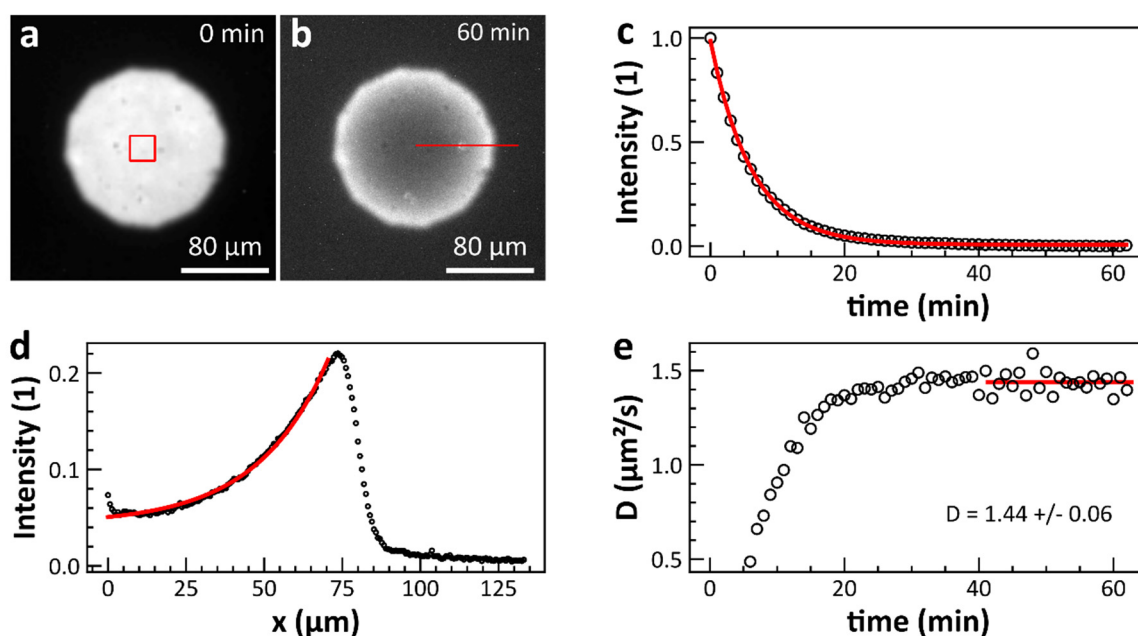 a 0 min
80 µm
b 60 min
80 µm
c
1.0
0.5
0.0
Intensity (1)
0 20 40 60
time (min)
d
0.2
0.1
0.0
Intensity (1)
0 25 50 75 100 125
x (µm)
e
1.5
1.0
0.5
D (µm²/s)
D = 1.44 +/- 0.06
0 20 40 60
time (min)